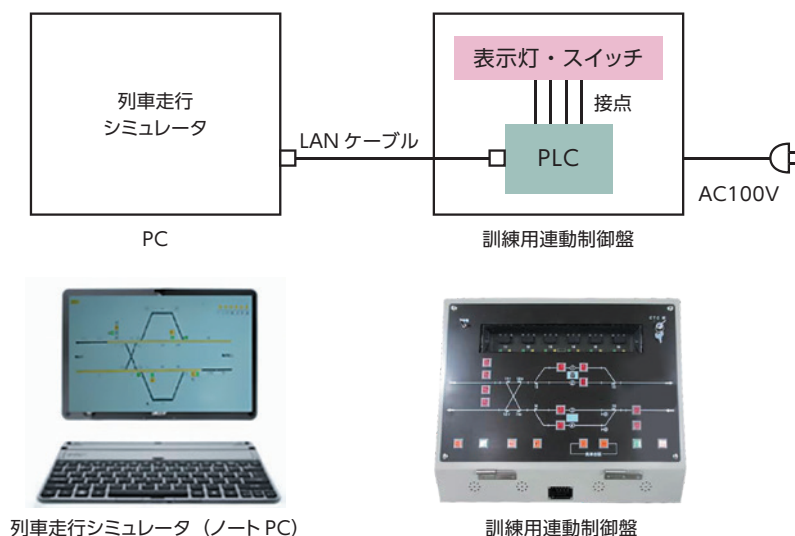 表示灯・スイッチ
列車走行
シミュレータ
接点
LAN ケーブル
PLC
AC100V
PC
訓練用連動制御盤
列車走行シミュレータ（ノート PC）
訓練用連動制御盤